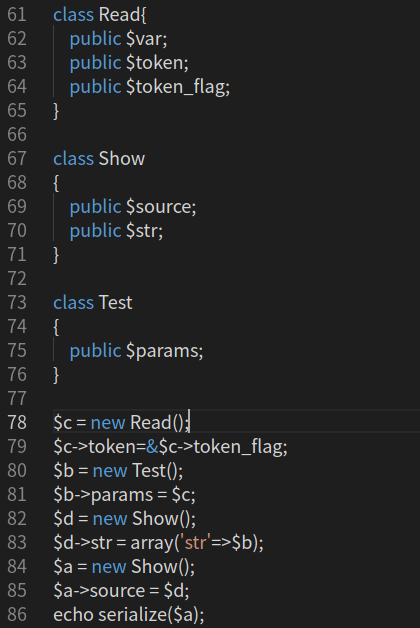 61 class Read{
62     public $var;
63     public $token;
64     public $token_flag;
65 }
66
67 class Show
68 {
69     public $source;
70     public $str;
71 }
72
73 class Test
74 {
75     public $params;
76 }
77
78 $c = new Read();
79 $c->token=&$c->token_flag;
80 $b = new Test();
81 $b->params = $c;
82 $d = new Show();
83 $d->str = array('str'=>$b);
84 $a = new Show();
85 $a->source = $d;
86 echo serialize($a);